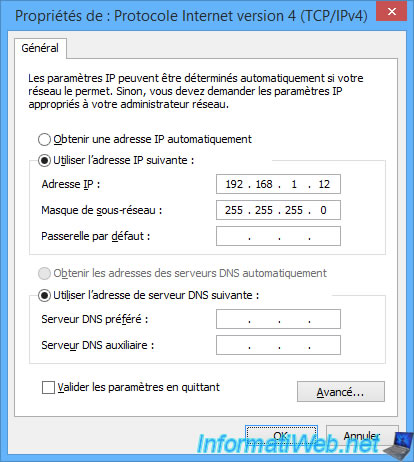 Propriétés de : Protocole Internet version 4 (TCP/IPv4)
Général
Les paramètres IP peuvent être déterminés automatiquement si votre
réseau le permet. Sinon, vous devez demander les paramètres IP
appropriés à votre administrateur réseau.
Obtenir une adresse IP automatiquement
Utiliser l'adresse IP suivante :
Adresse IP : 192 . 168 . 1 . 12
Masque de sous-réseau : 255 . 255 . 255 . 0
Passerelle par défaut : . . .
Obtenir les adresses des serveurs DNS automatiquement
Utiliser l'adresse de serveur DNS suivante :
Serveur DNS préféré : . . .
Serveur DNS auxiliaire : . . .
Valider les paramètres en quittant
Avancé...
OK Annuler
InformatiWeb.net